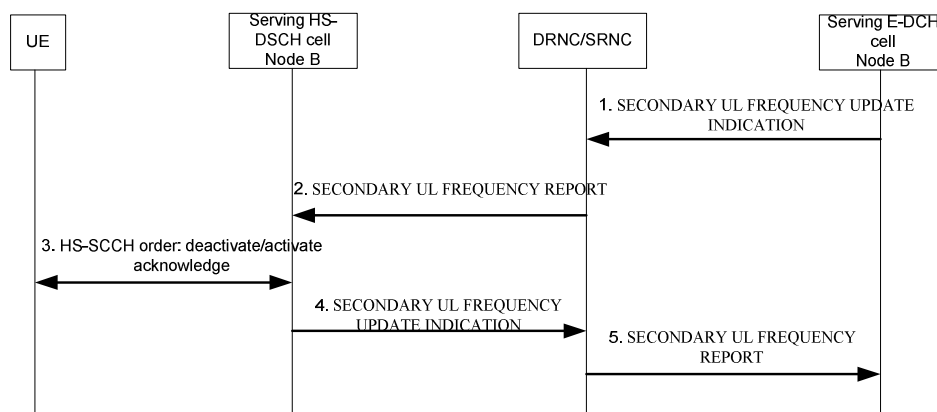 UE
Serving HS-
DSCH cell
Node B
DRNC/SRNC
Serving E-DCH
cell
Node B
1. SECONDARY UL FREQUENCY UPDATE
INDICATION
2. SECONDARY UL FREQUENCY REPORT
3. HS-SCCH order: deactivate/activate
acknowledge
4. SECONDARY UL FREQUENCY
UPDATE INDICATION
5. SECONDARY UL FREQUENCY
REPORT